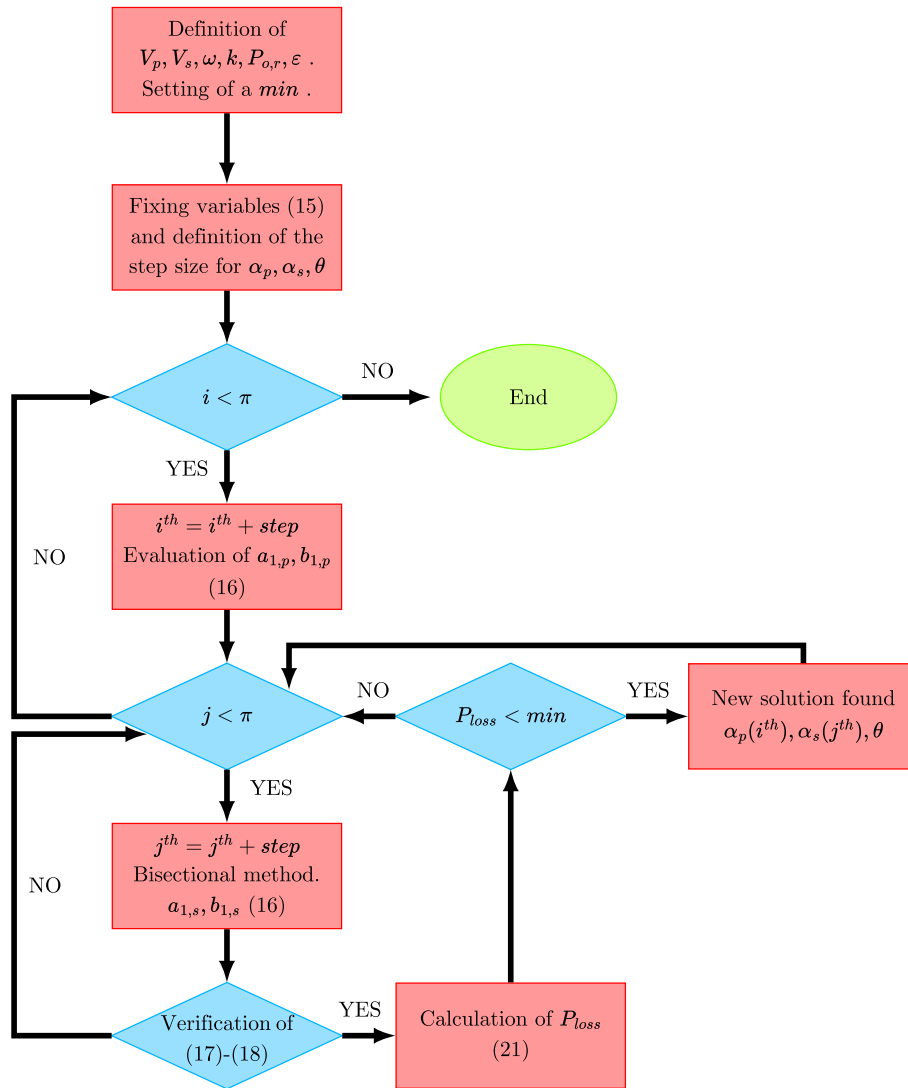 Definition of
V_p, V_s, ω, k, P_{o,r}, ε .
Setting of a min .
Fixing variables (15)
and definition of the
step size for α_p, α_s, θ
i < π
NO
End
YES
i^{th} = i^{th} + step
Evaluation of a_{1,p}, b_{1,p}
(16)
NO
j < π
NO
P_{loss} < min
YES
New solution found
α_p(i^{th}), α_s(j^{th}), θ
YES
j^{th} = j^{th} + step
Bisectional method.
a_{1,s}, b_{1,s} (16)
NO
Verification of
(17)-(18)
YES
Calculation of P_{loss}
(21)